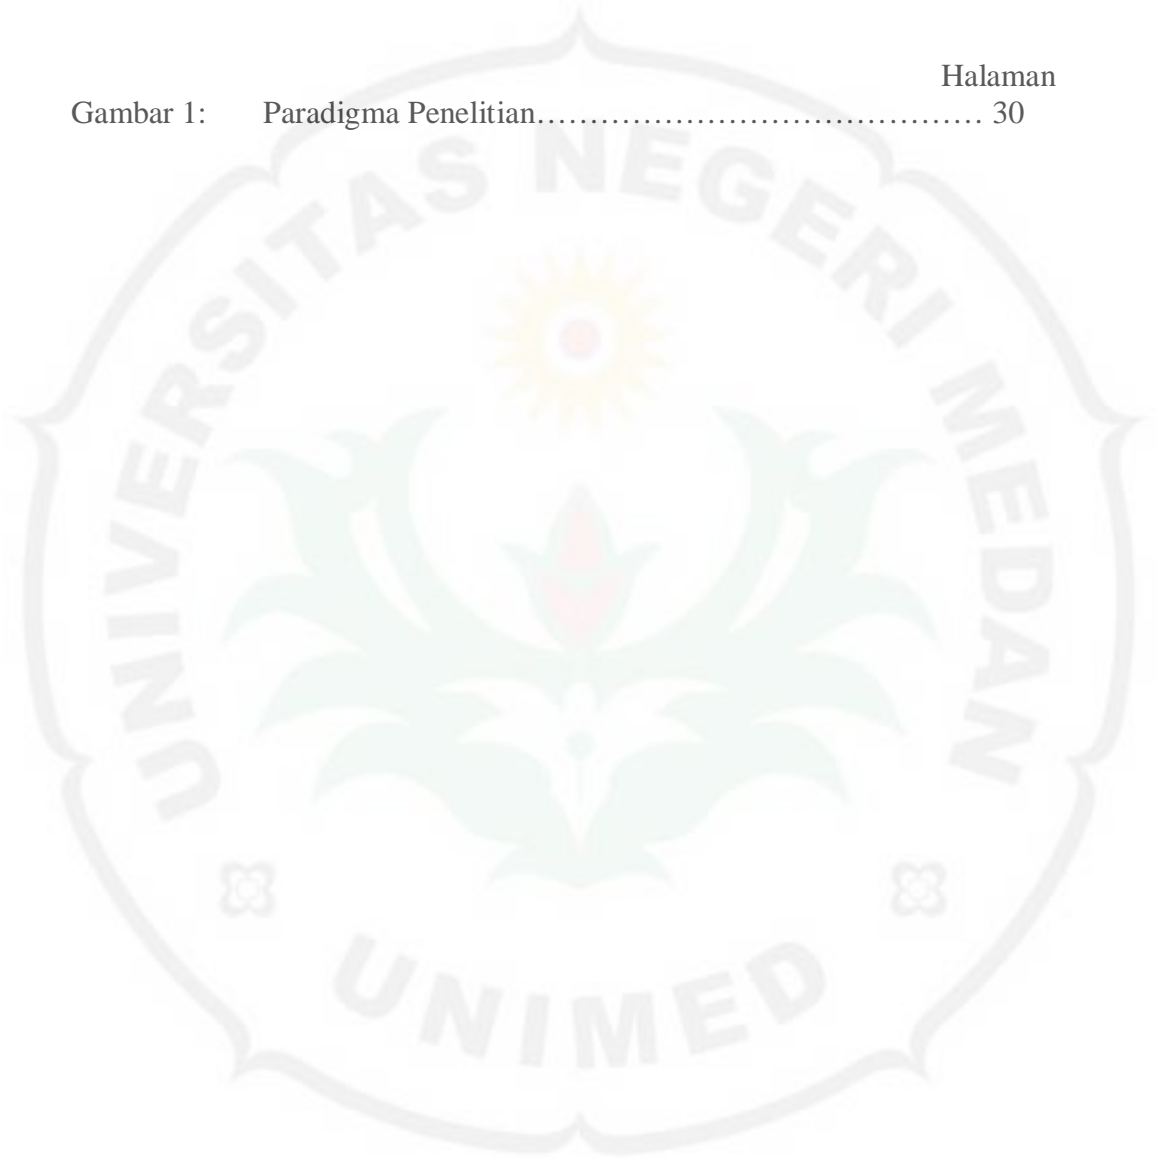 Halaman
Gambar 1: Paradigma Penelitian………………………………… 30
UNIVERSITAS NEGERI MEDAN
UNIMED